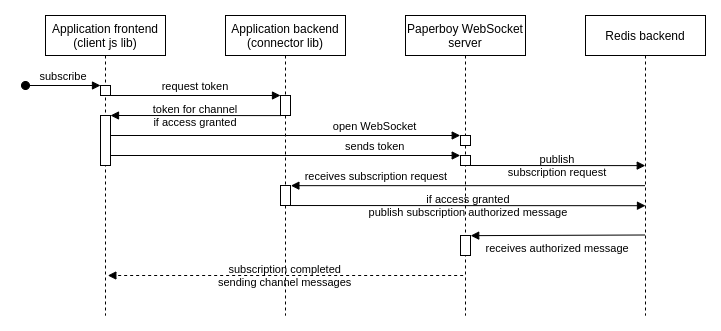 Application frontend
(client js lib)
Application backend
(connector lib)
Paperboy WebSocket
server
Redis backend
subscribe
request token
token for channel
if access granted
open WebSocket
sends token
publish
subscription request
receives subscription request
if access granted
publish subscription authorized message
receives authorized message
subscription completed
sending channel messages